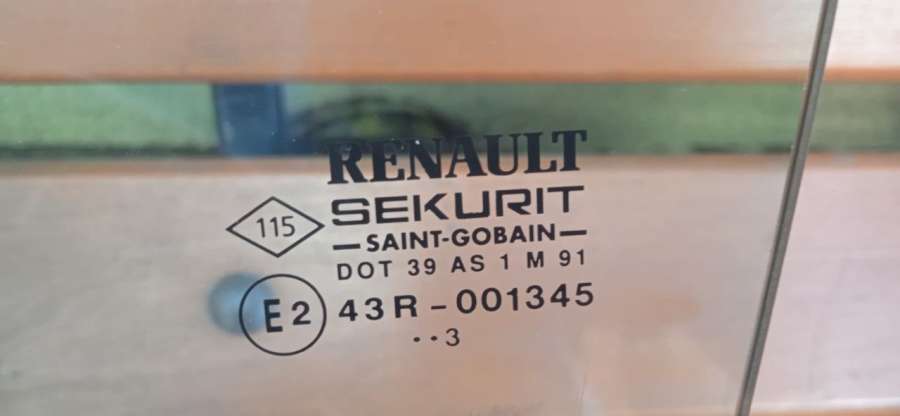 RENAULT
115
SEKURIT
—SAINT-GOBAIN—
DOT 39 AS 1 M 91
E2 43R-001345
··3